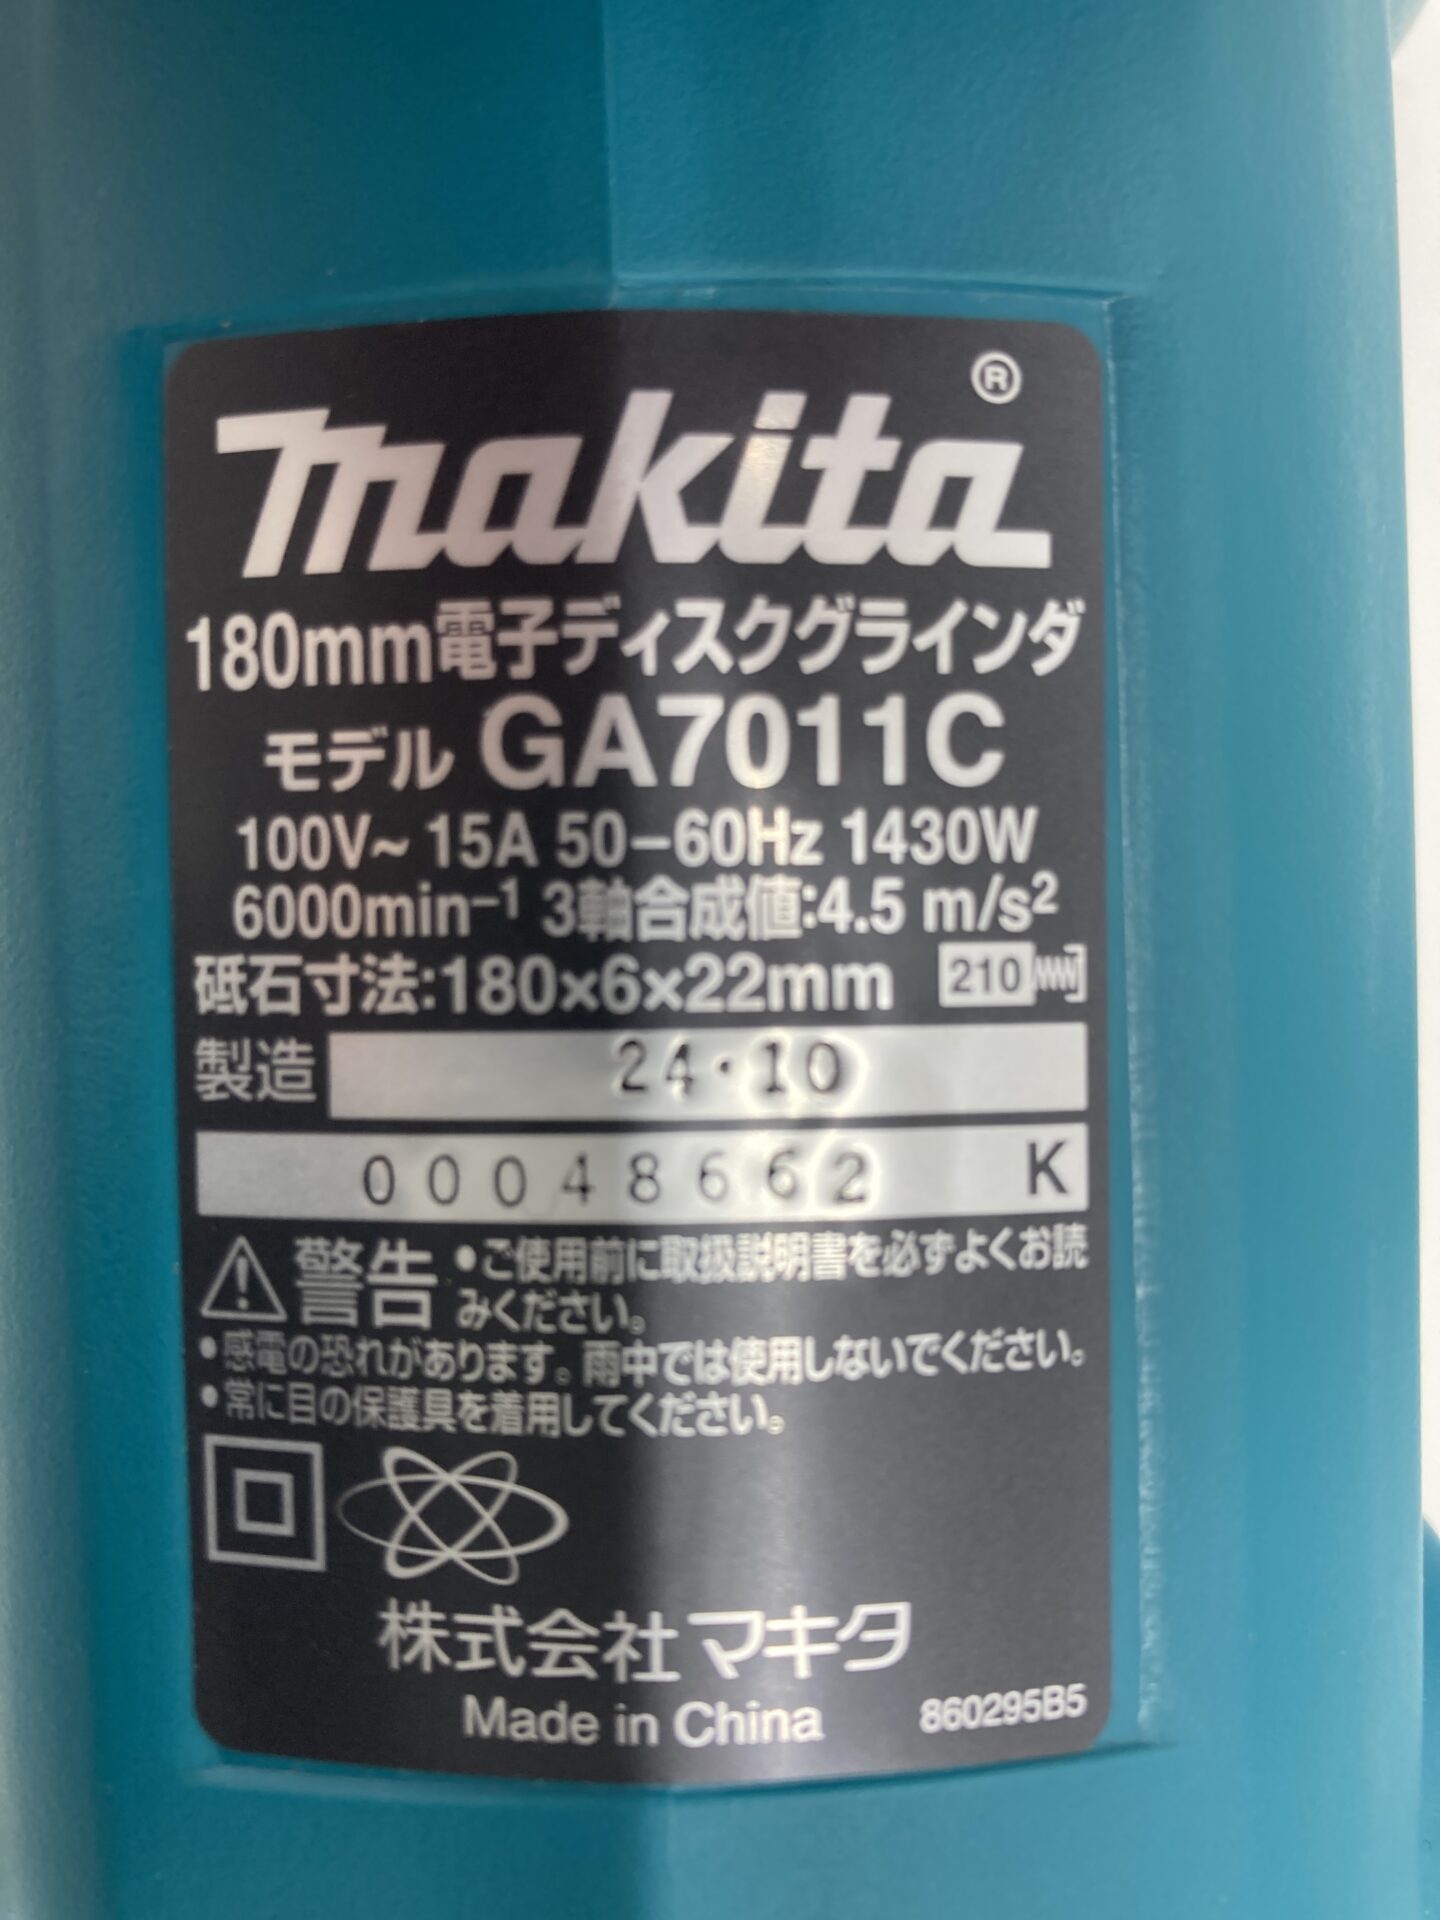 makita®
180mm電子ディスクグラインダ
モデル GA7011C
100V~ 15A 50-60Hz 1430W
6000min⁻¹ 3軸合成値:4.5 m/s²
砥石寸法:180×6×22mm 210
製造 24・10
00048662 K
警告 •ご使用前に取扱説明書を必ずよくお読
みください。
•感電の恐れがあります。雨中では使用しないでください。
•常に目の保護具を着用してください。
株式会社マキタ
Made in China 860295B5